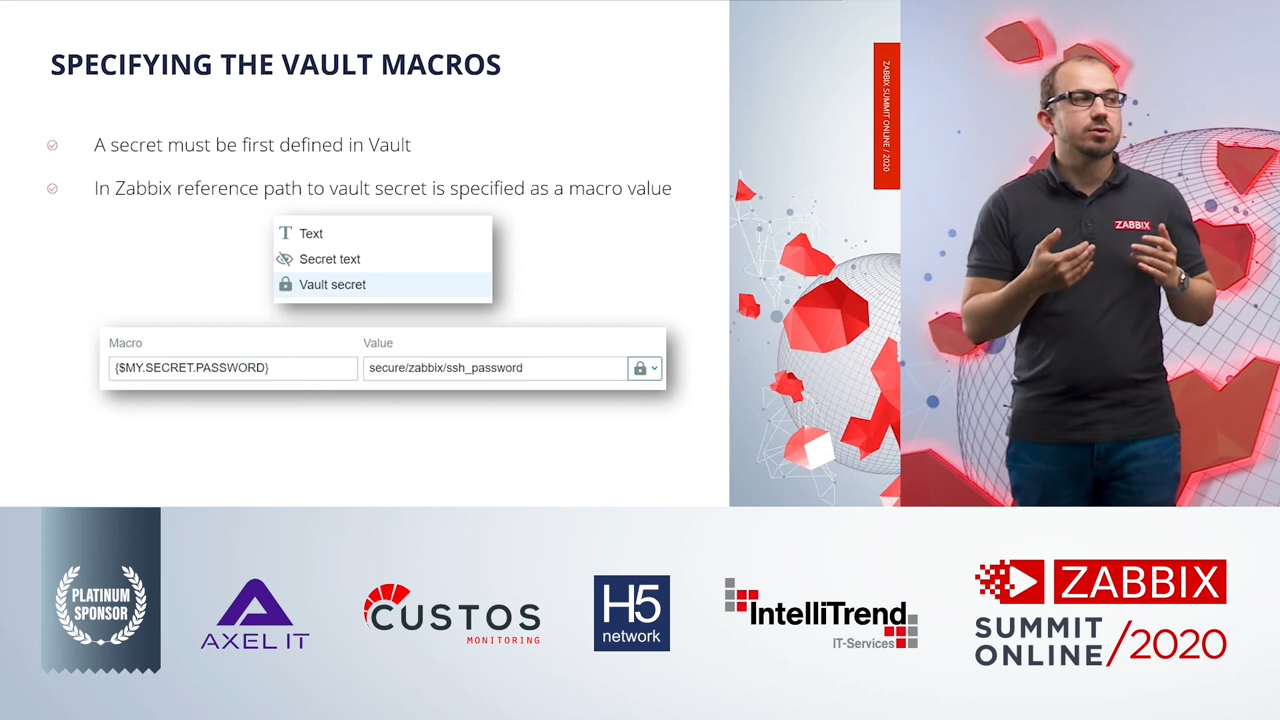 SPECIFYING THE VAULT MACROS
A secret must be first defined in Vault
In Zabbix reference path to vault secret is specified as a macro value
Text
Secret text
Vault secret
Macro
Value
{$MY.SECRET.PASSWORD}
secure/zabbix/ssh_password
ZABBIX SUMMIT ONLINE / 2020
ZABBIX
PLATINUM
SPONSOR
AXEL IT
CUSTOS
MONITORING
H5
network
IntelliTrend
IT-Services
ZABBIX
SUMMIT
ONLINE/2020